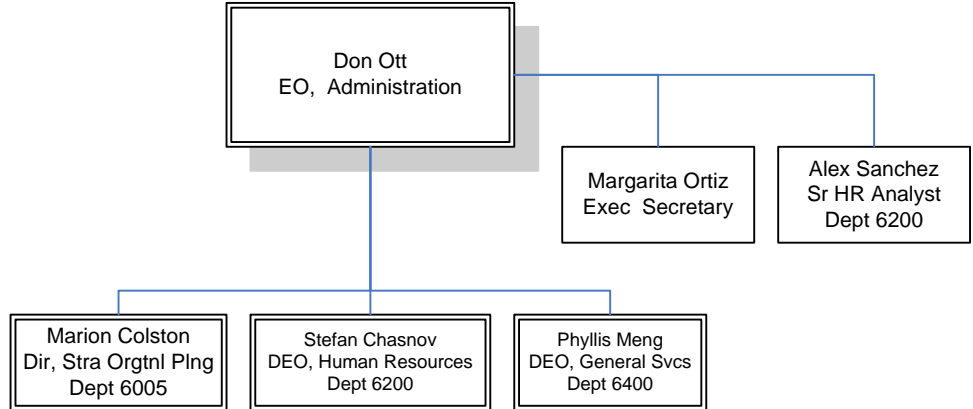 Don Ott
EO, Administration
Margarita Ortiz
Exec Secretary
Alex Sanchez
Sr HR Analyst
Dept 6200
Marion Colston
Dir, Stra Orgtnl Plng
Dept 6005
Stefan Chasnov
DEO, Human Resources
Dept 6200
Phyllis Meng
DEO, General Svcs
Dept 6400